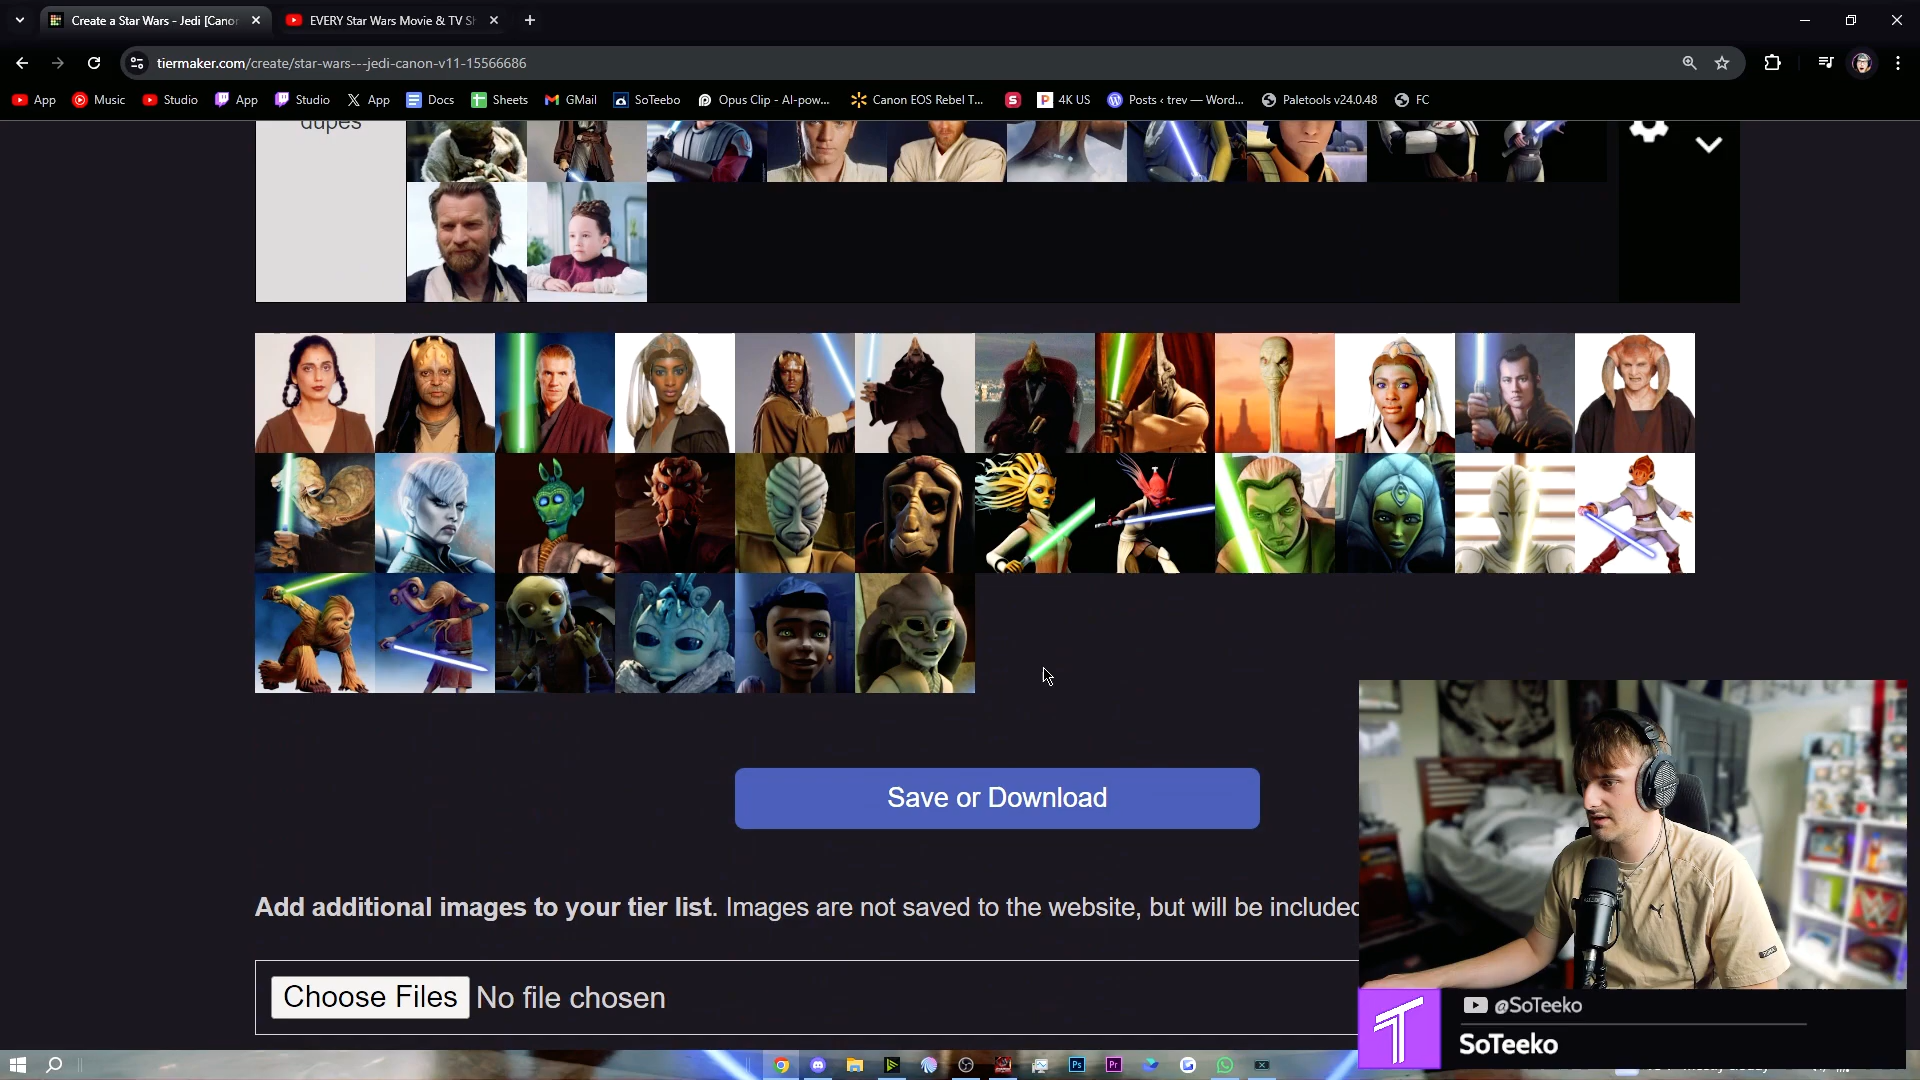 Create a Star Wars - Jedi [Cano
EVERY Star Wars Movie & TV S
tiermaker.com/create/star-wars---jedi-canon-v11-15566686
App
Music
Studio
App
Studio
App
Docs
Sheets
GMail
SoTeebo
Opus Clip - AI-pow...
Canon EOS Rebel T...
4K US
Posts ‹ trev — Word...
Paletools v24.0.48
FC
dupes
Save or Download
Add additional images to your tier list. Images are not saved to the website, but will be included
Choose Files No file chosen
@SoTeeko
SoTeeko